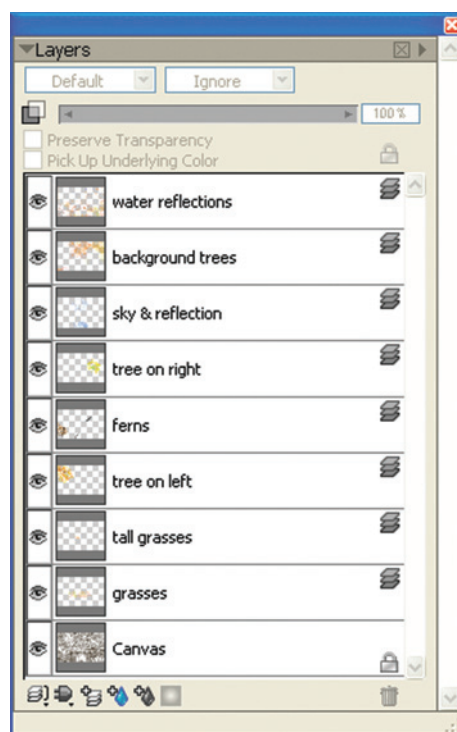 Layers
Default Ignore
100%
Preserve Transparency
Pick Up Underlying Color
water reflections
background trees
sky & reflection
tree on right
ferns
tree on left
tall grasses
grasses
Canvas